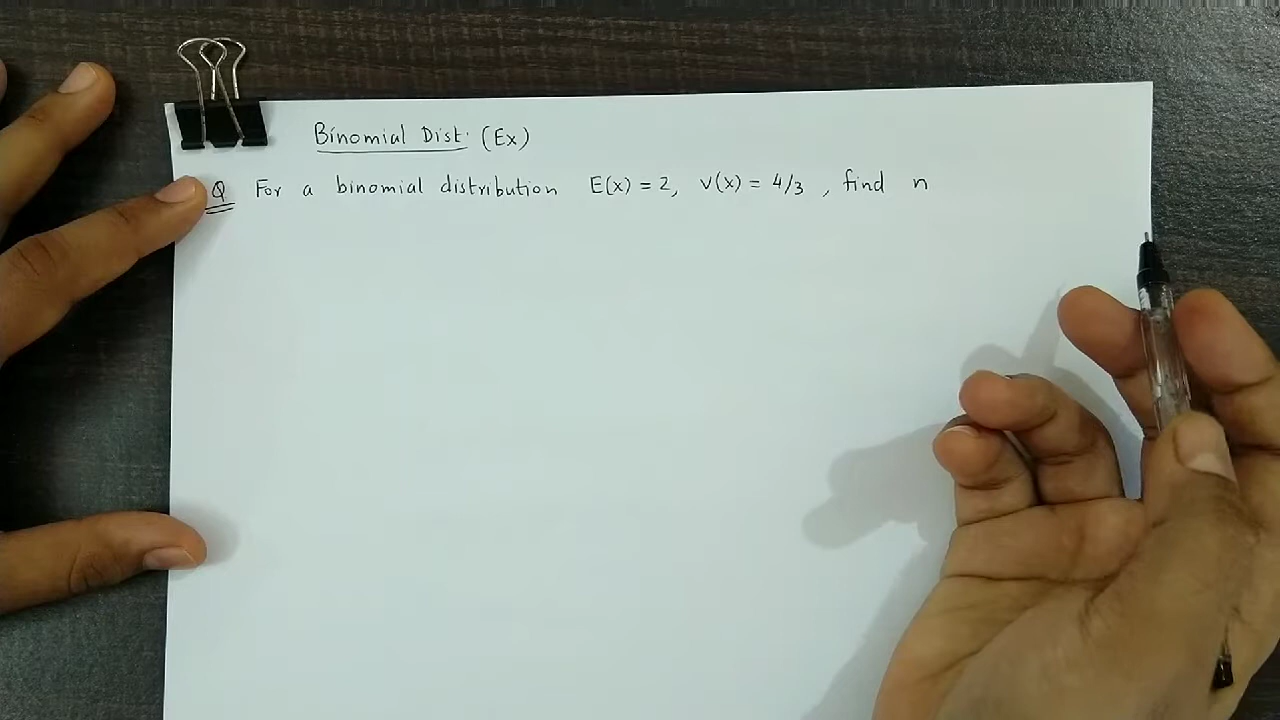 Binomial Dist. (Ex)
Q For a binomial distribution E(x) = 2, V(x) = 4/3 , find n